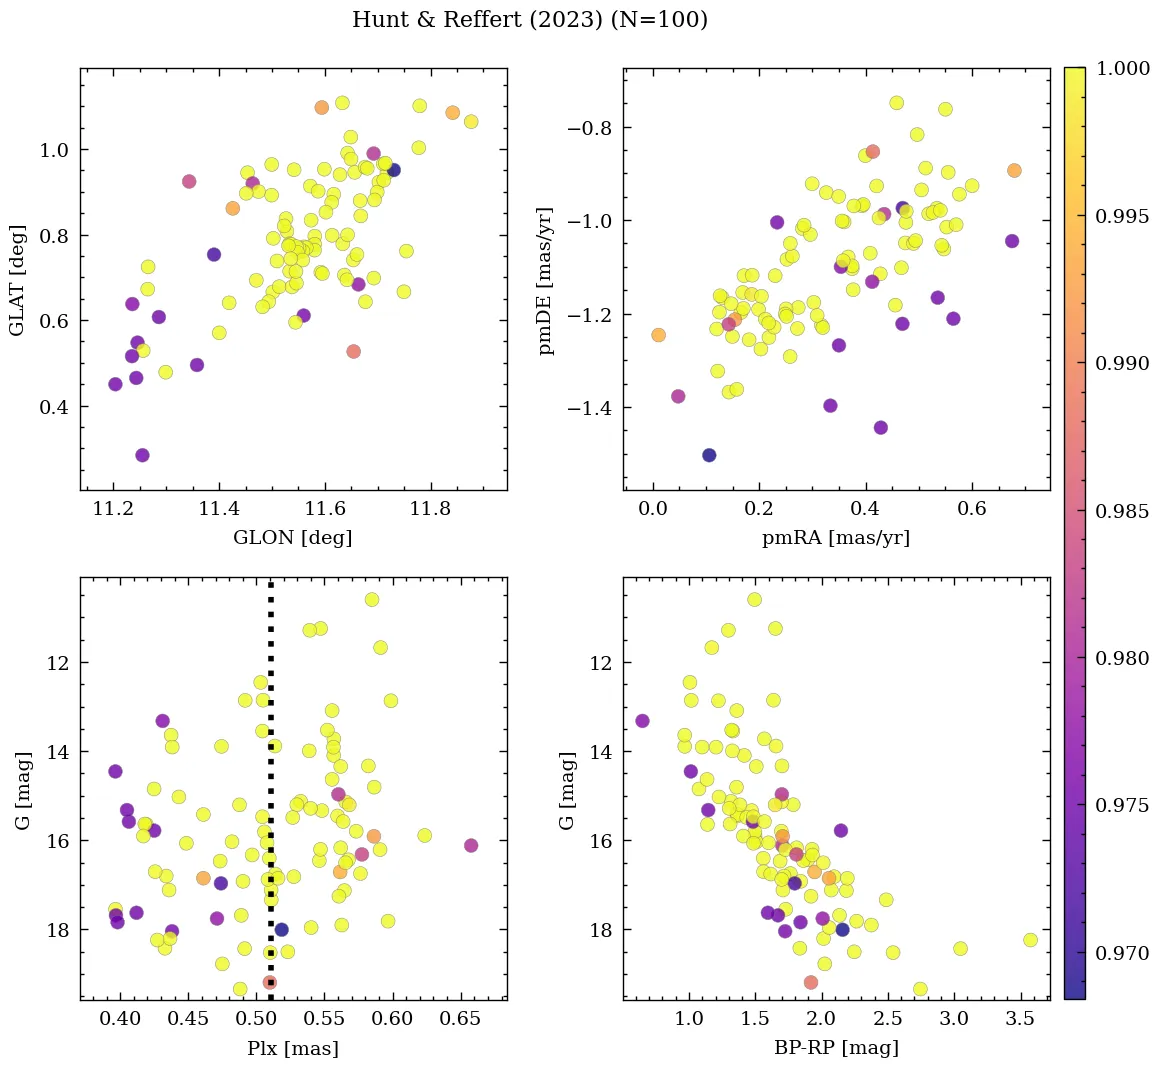 Hunt & Reffert (2023) (N=100)
1.0
0.8
0.6
0.4
GLAT [deg]
11.2 11.4 11.6 11.8
GLON [deg]
−0.8
−1.0
−1.2
−1.4
pmDE [mas/yr]
0.0 0.2 0.4 0.6
pmRA [mas/yr]
1.000
0.995
0.990
0.985
0.980
0.975
0.970
12
14
16
18
G [mag]
0.40 0.45 0.50 0.55 0.60 0.65
Plx [mas]
12
14
16
18
G [mag]
1.0 1.5 2.0 2.5 3.0 3.5
BP-RP [mag]